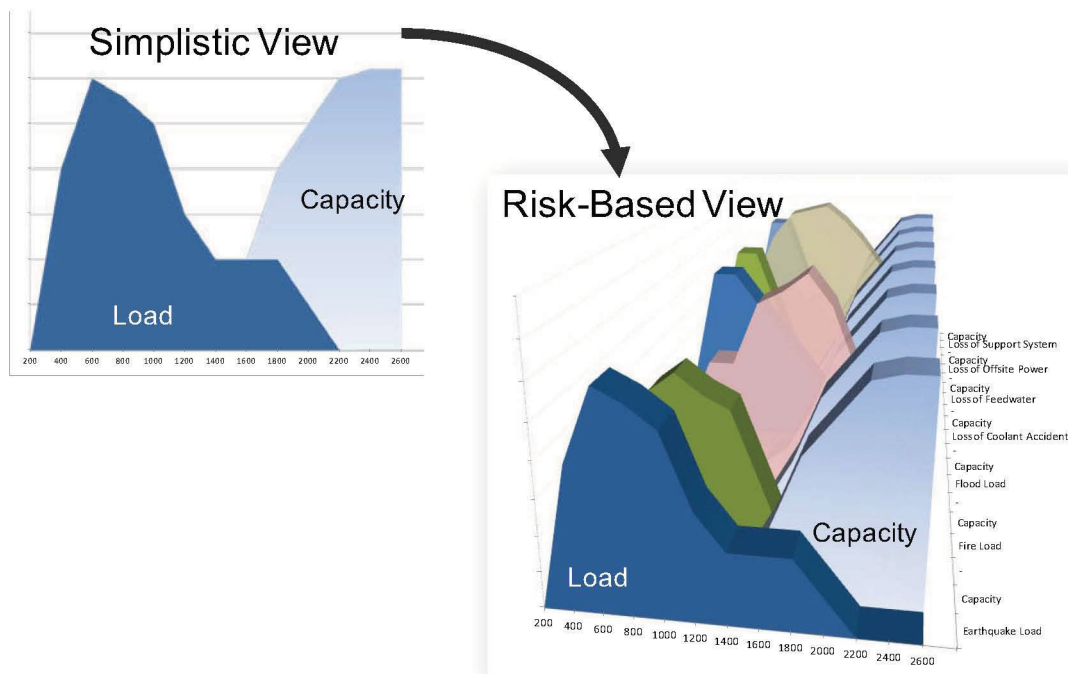 Simplistic View
Capacity
Load
200 400 600 800 1000 1200 1400 1600 1800 2000 2200 2400 2600
Risk-Based View
Capacity
Loss of Support System
-
Capacity
Loss of Offsite Power
-
Capacity
Loss of Feedwater
-
Capacity
Loss of Coolant Accident
-
Capacity
Flood Load
-
Capacity
Fire Load
-
Capacity
Earthquake Load
Capacity
Load
200 400 600 800 1000 1200 1400 1600 1800 2000 2200 2400 2600